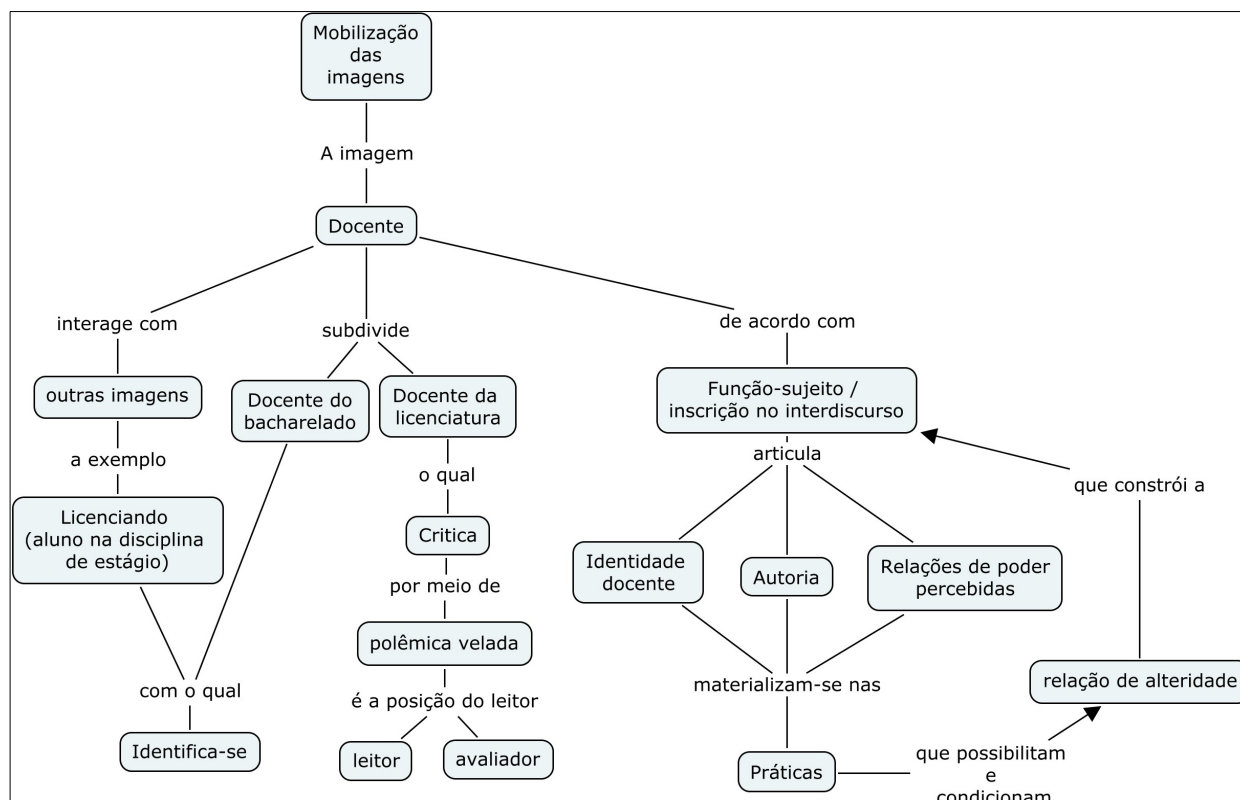 Mobilização
das
imagens
A imagem
Docente
interage com
subdivide
de acordo com
outras imagens
Docente do
bacharelado
Docente da
licenciatura
Função-sujeito /
inscrição no interdiscurso
a exemplo
o qual
articula
que constrói a
Licenciando
(aluno na disciplina
de estágio)
Critica
por meio de
Identidade
docente
Autoria
Relações de poder
percebidas
polêmica velada
com o qual
é a posição do leitor
materializam-se nas
relação de alteridade
Identifica-se
leitor
avaliador
Práticas
que possibilitam
e
condicionam